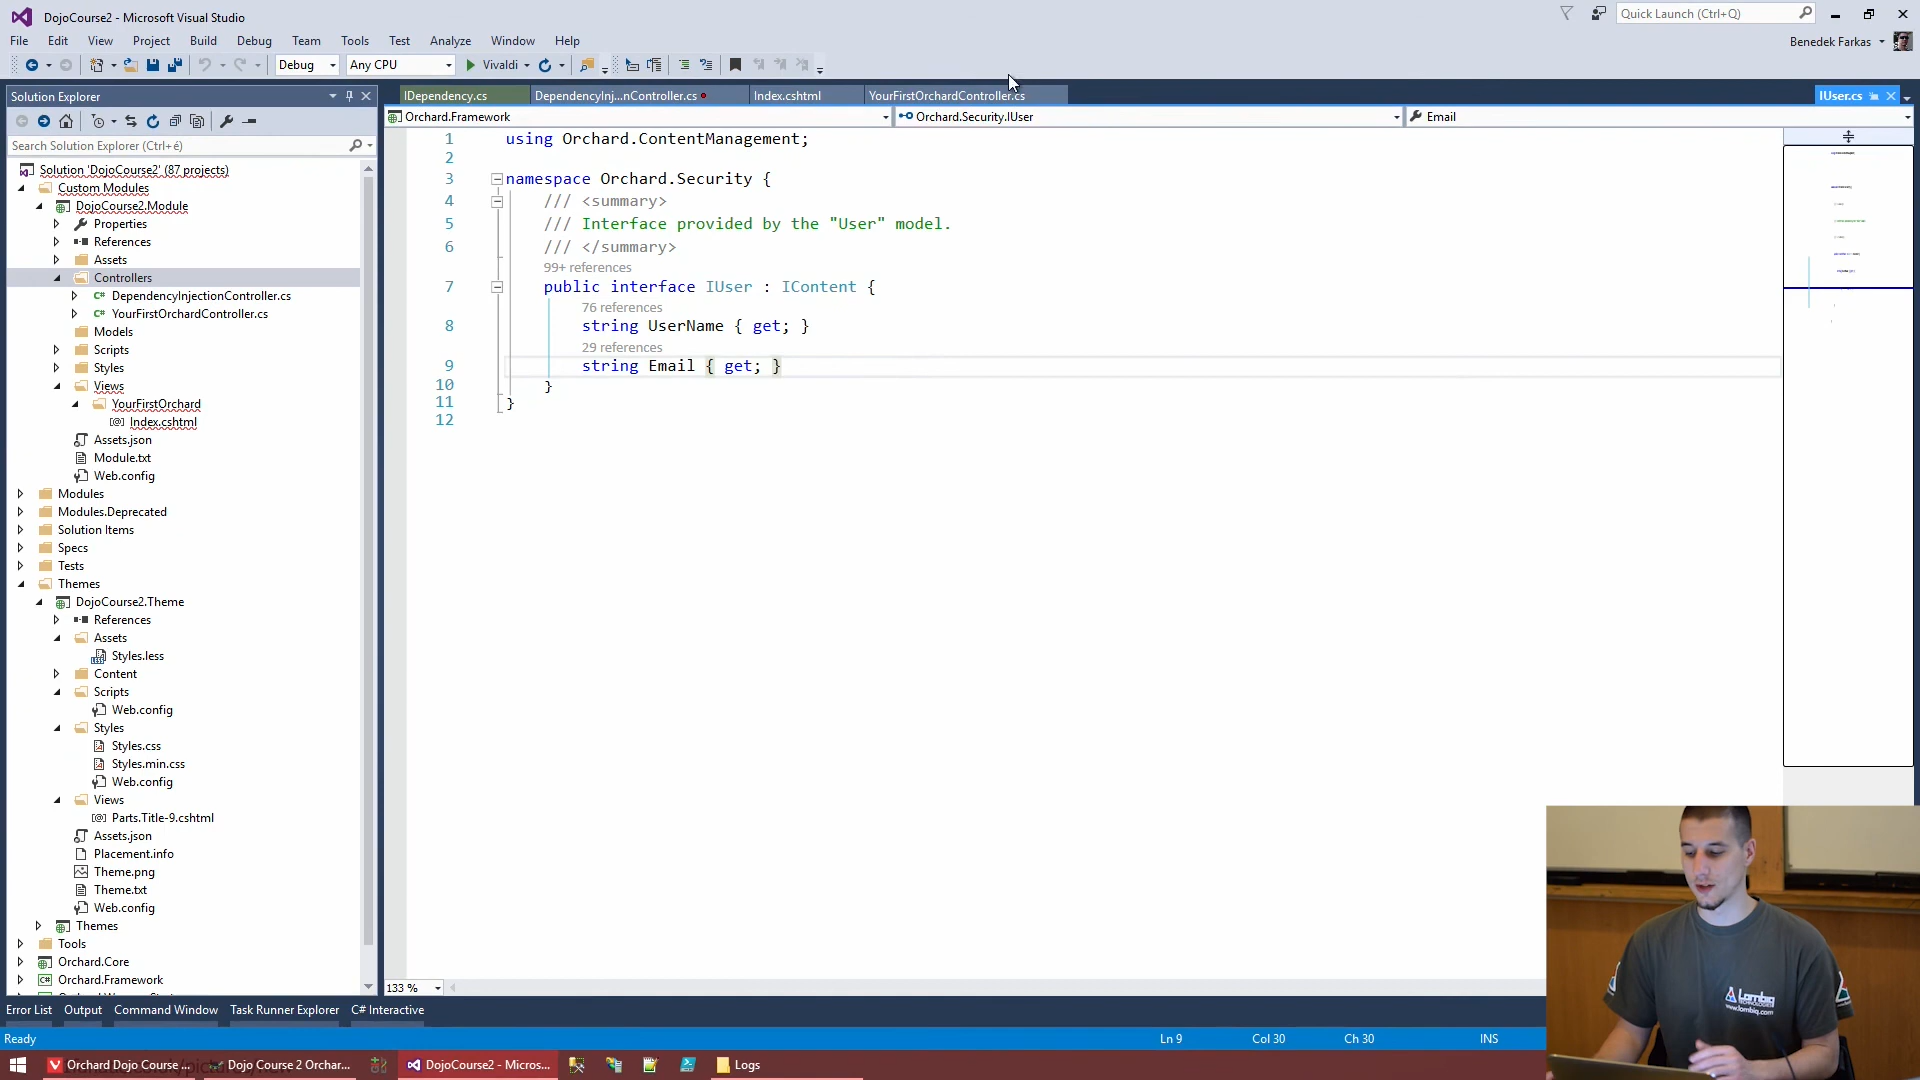 DojoCourse2 - Microsoft Visual Studio
Quick Launch (Ctrl+Q)
File Edit View Project Build Debug Team Tools Test Analyze Window Help
Benedek Farkas
Debug Any CPU Vivaldi
Solution Explorer
IDependency.cs DependencyInj...nController.cs Index.cshtml YourFirstOrchardController.cs IUser.cs
Orchard.Framework Orchard.Security.IUser Email
Search Solution Explorer (Ctrl+é)
Solution 'DojoCourse2' (87 projects)
Custom Modules
DojoCourse2.Module
Properties
References
Assets
Controllers
DependencyInjectionController.cs
YourFirstOrchardController.cs
Models
Scripts
Styles
Views
YourFirstOrchard
Index.cshtml
Assets.json
Module.txt
Web.config
Modules
Modules.Deprecated
Solution Items
Specs
Tests
Themes
DojoCourse2.Theme
References
Assets
Styles.less
Content
Scripts
Web.config
Styles
Styles.css
Styles.min.css
Web.config
Views
Parts.Title-9.cshtml
Assets.json
Placement.info
Theme.png
Theme.txt
Web.config
Themes
Tools
Orchard.Core
Orchard.Framework
1 using Orchard.ContentManagement;
2
3 namespace Orchard.Security {
4 /// <summary>
5 /// Interface provided by the "User" model.
6 /// </summary>
99+ references
7 public interface IUser : IContent {
76 references
8 string UserName { get; }
29 references
9 string Email { get; }
10 }
11 }
12
133 %
Error List Output Command Window Task Runner Explorer C# Interactive
Ready Ln 9 Col 30 Ch 30 INS
Orchard Dojo Course ... Dojo Course 2 Orchar... DojoCourse2 - Micros... Logs
Lombiq
www.lombiq.com